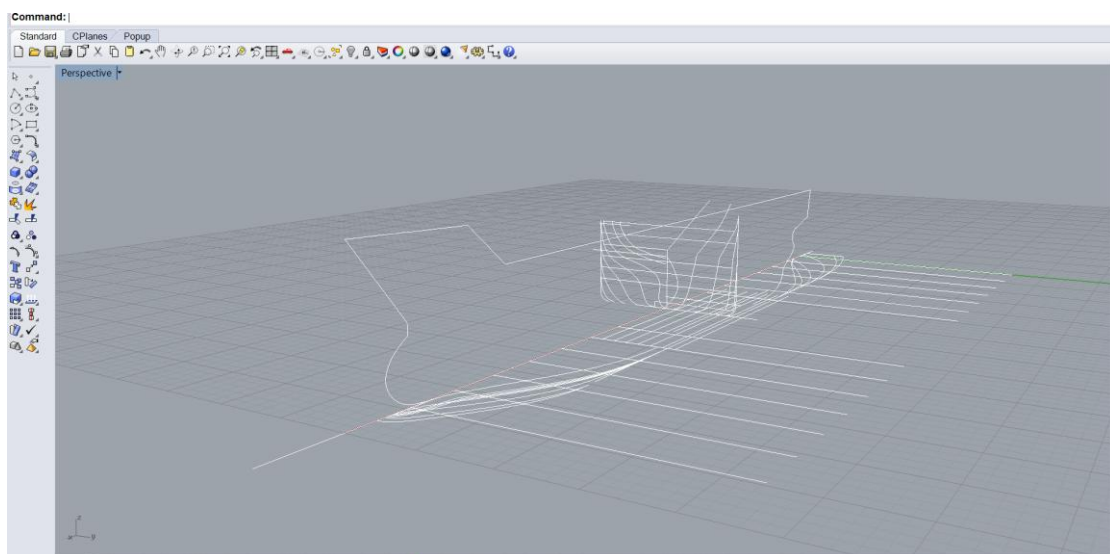 Command:
Standard CPlanes Popup
Perspective
z
x y